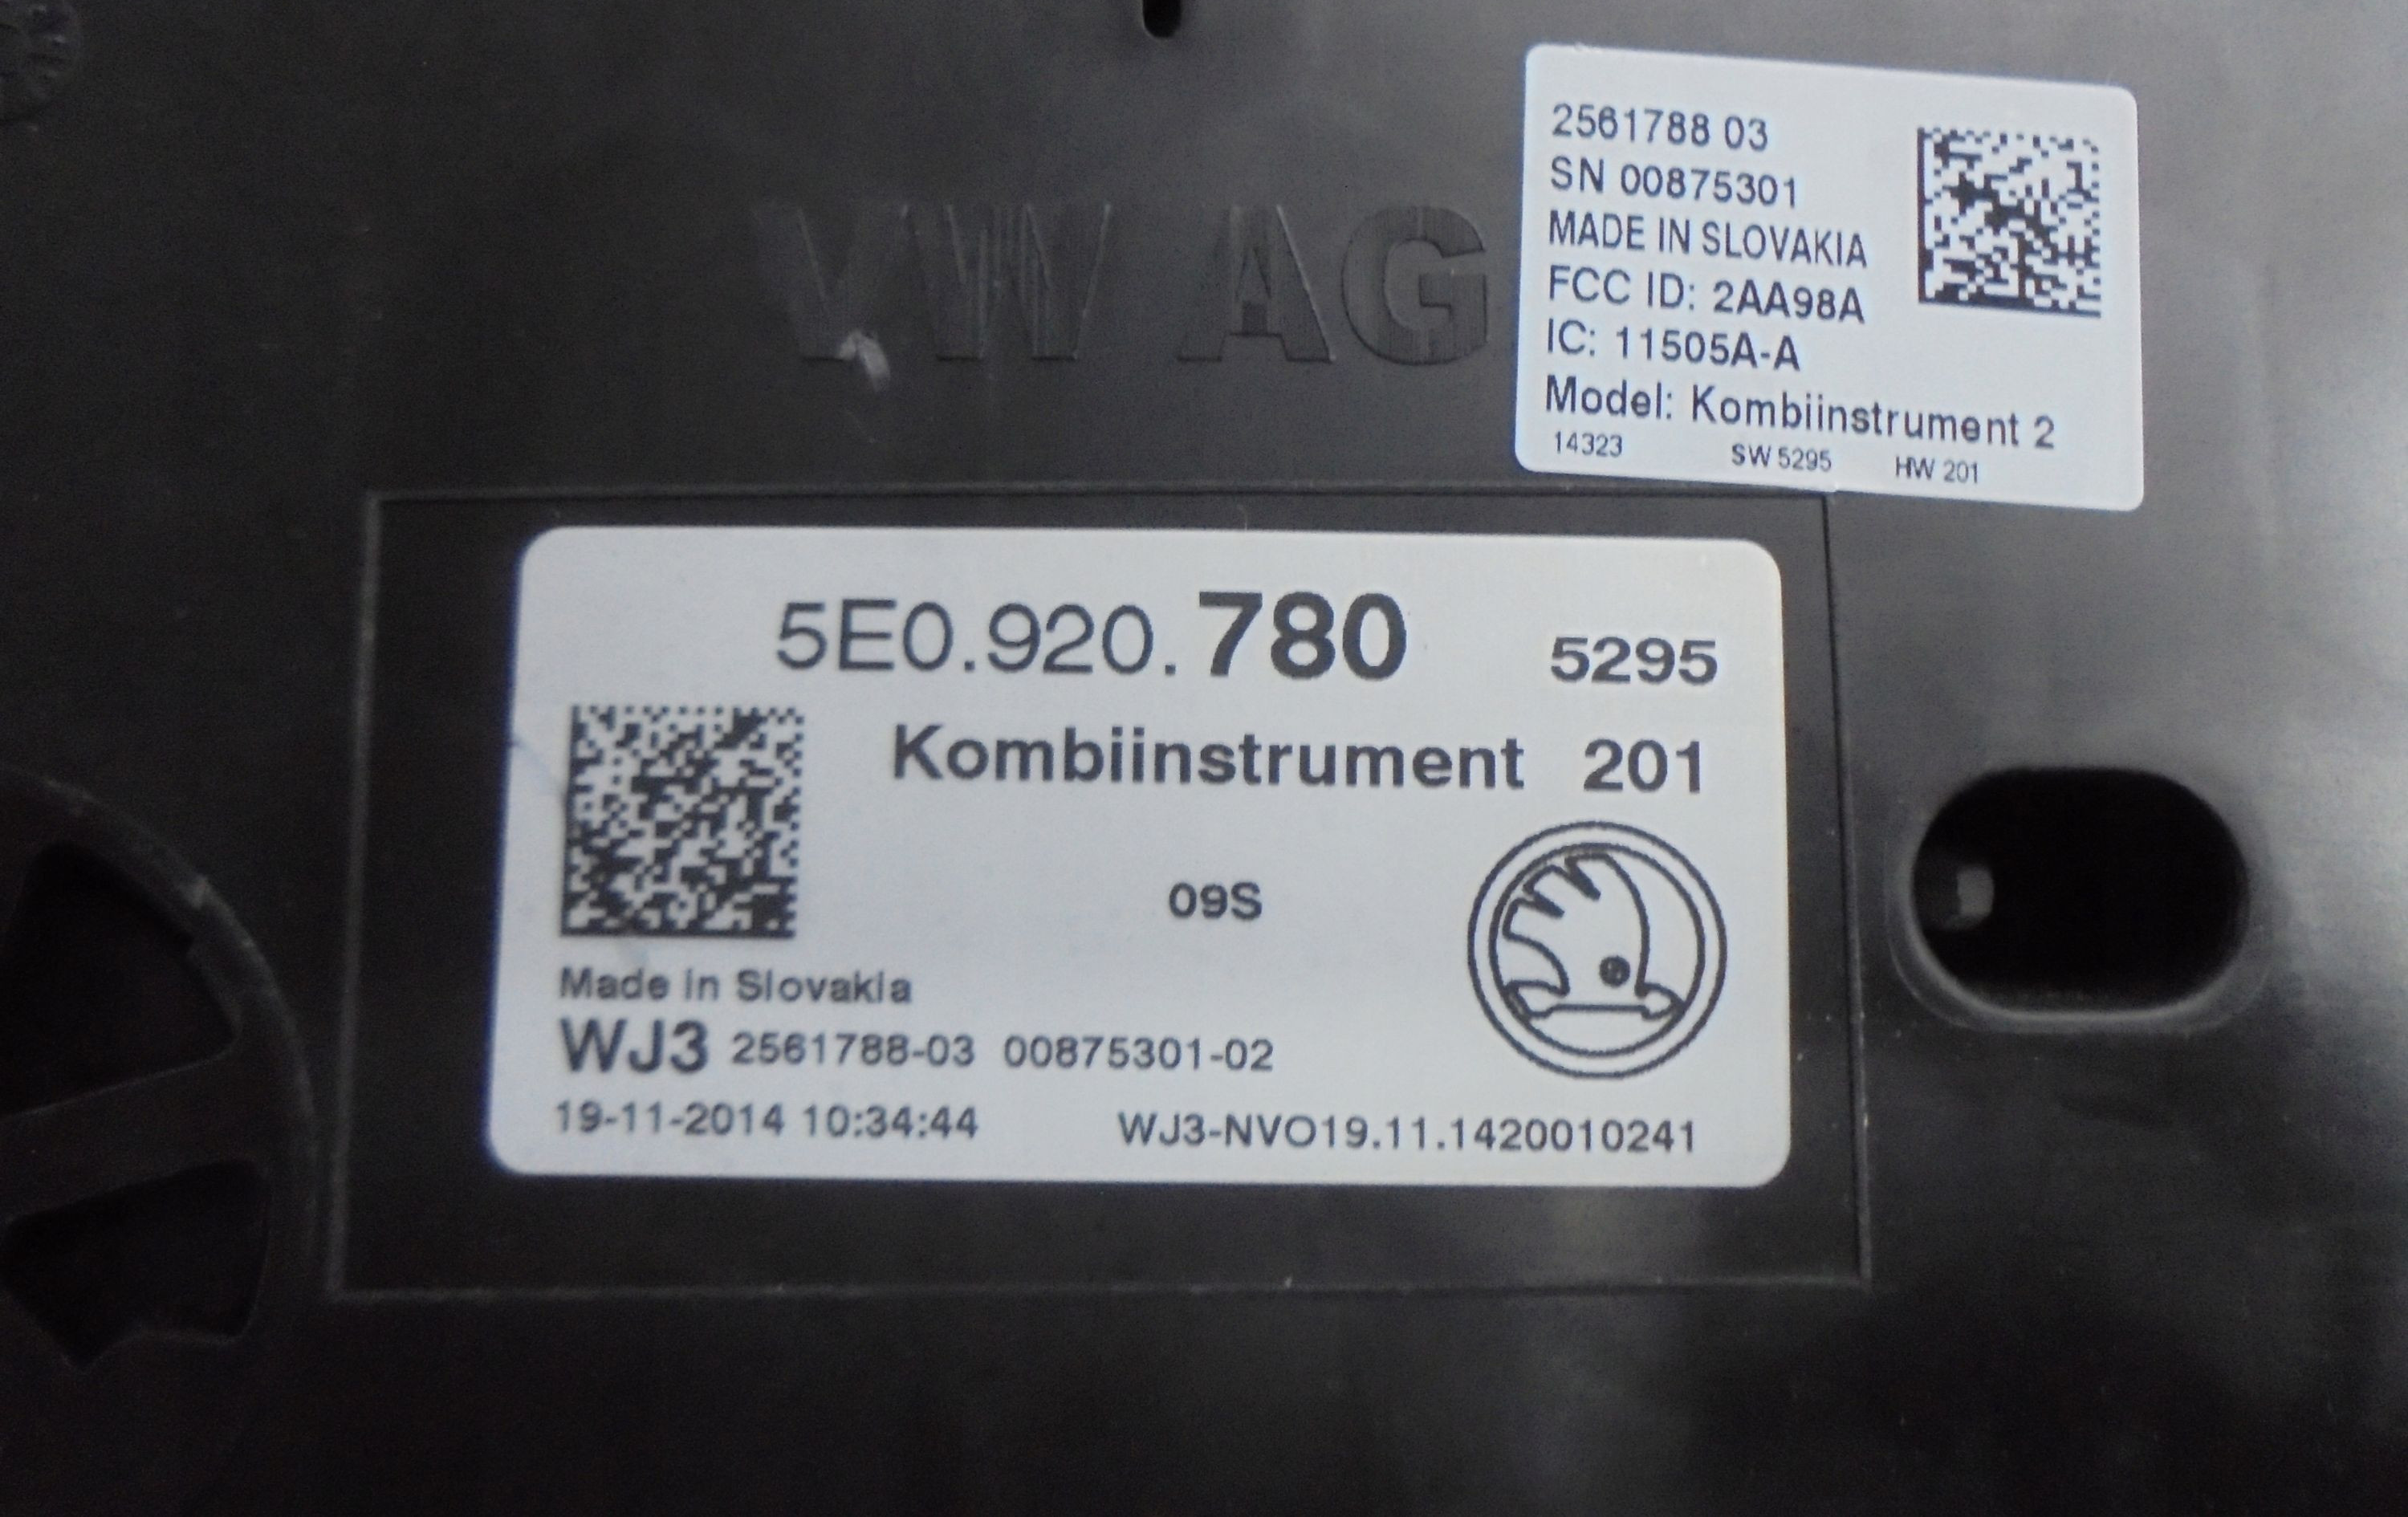 VW AG
2561788 03
SN 00875301
MADE IN SLOVAKIA
FCC ID: 2AA98A
IC: 11505A-A
Model: Kombiinstrument 2
14323 SW 5295 HW 201
5E0.920.780 5295
Kombiinstrument 201
09S
Made in Slovakia
WJ3 2561788-03 00875301-02
19-11-2014 10:34:44 WJ3-NVO19.11.1420010241